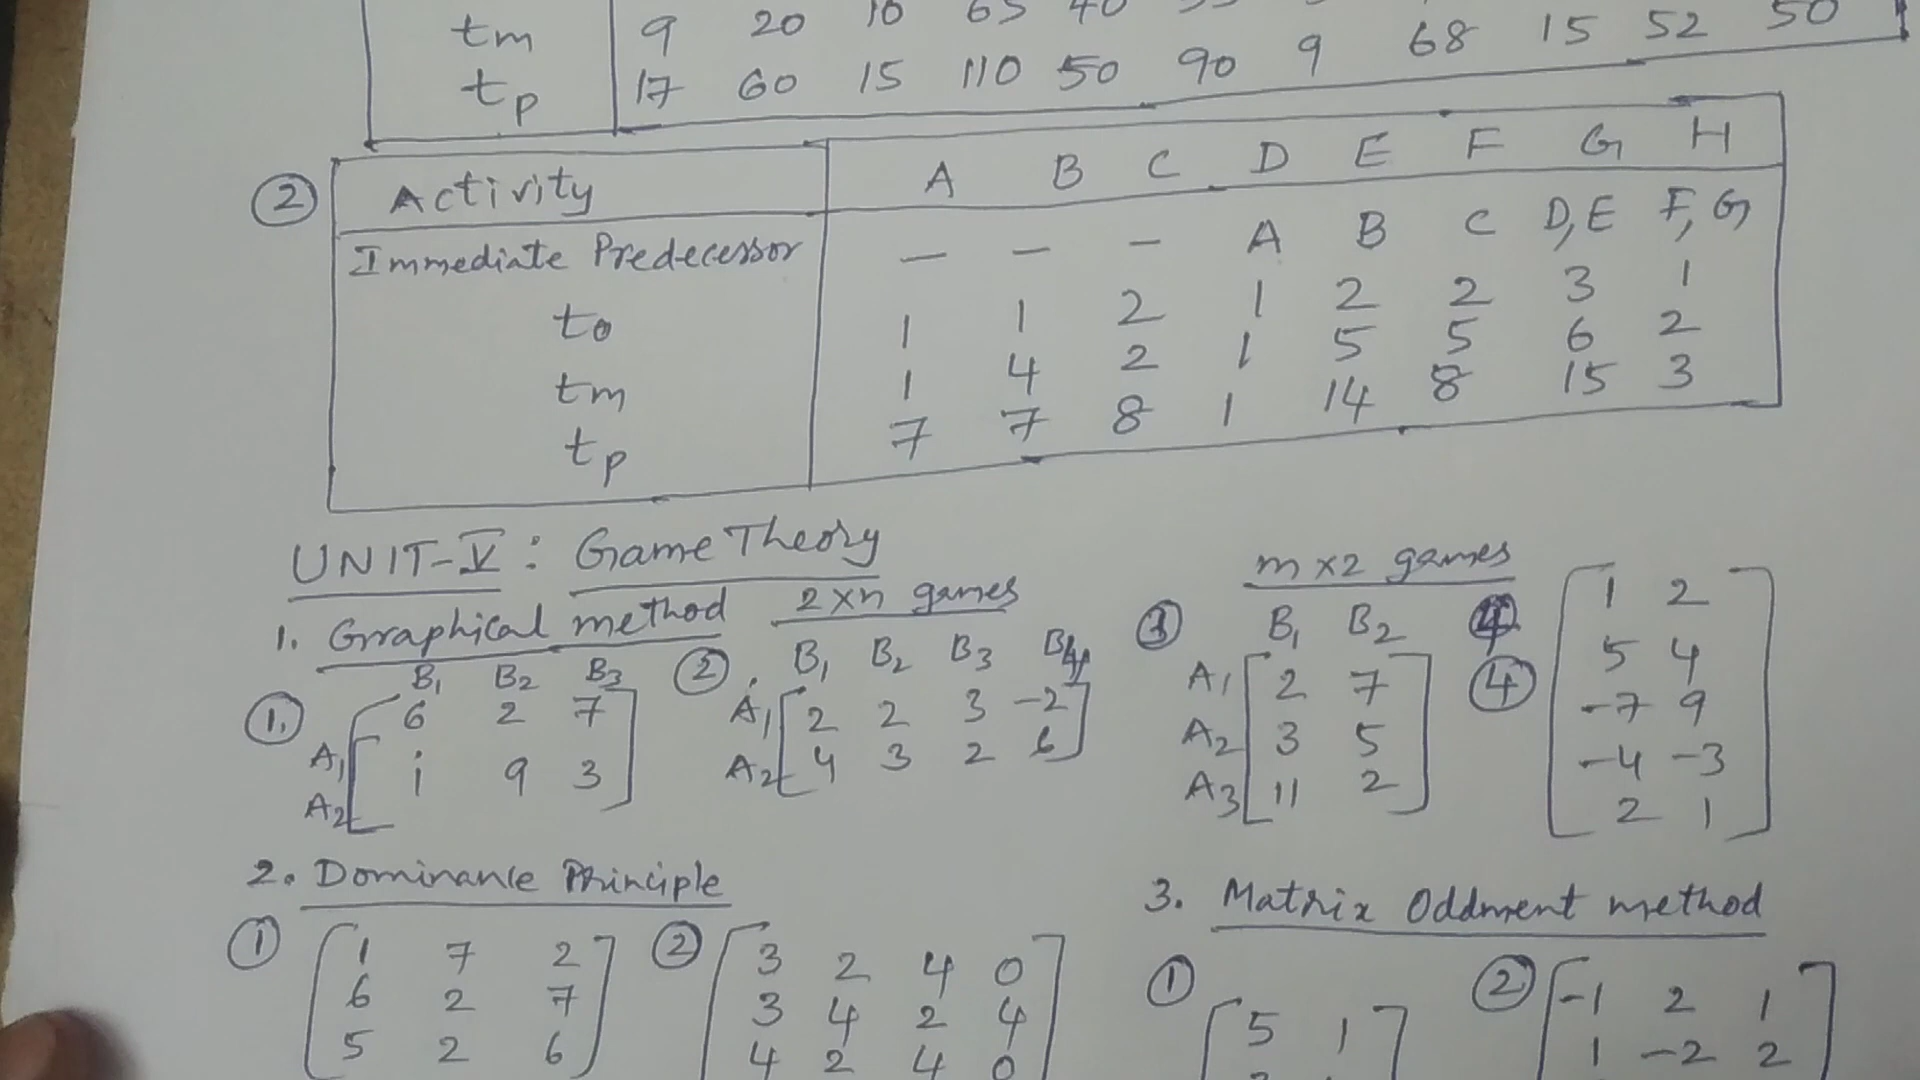 tm 9 20 10 65 40
tp 17 60 15 110 50 90 9 68 15 52 50
② Activity A B C D E F G H
Immediate Predecessor — — — A B C D,E F,G
to 1 1 2 1 2 2 3 1
tm 1 4 2 1 5 5 6 2
tp 7 7 8 1 14 8 15 3
UNIT-V: Game Theory
1. Graphical method 2xn games
① B1 B2 B3
A1 6 2 7
A2 1 9 3
② B1 B2 B3 B4
A1 2 2 3 -2
A2 4 3 2 6
mx2 games
③ B1 B2
A1 2 7
A2 3 5
A3 11 2
④ 1 2
5 4
-7 9
-4 -3
2 1
2. Dominance Principle
① 1 7 2
6 2 7
5 2 6
② 3 2 4 0
3 4 2 4
4 2 4 0
3. Matrix Oddment method
① 5 1
② -1 2 1
1 -2 2